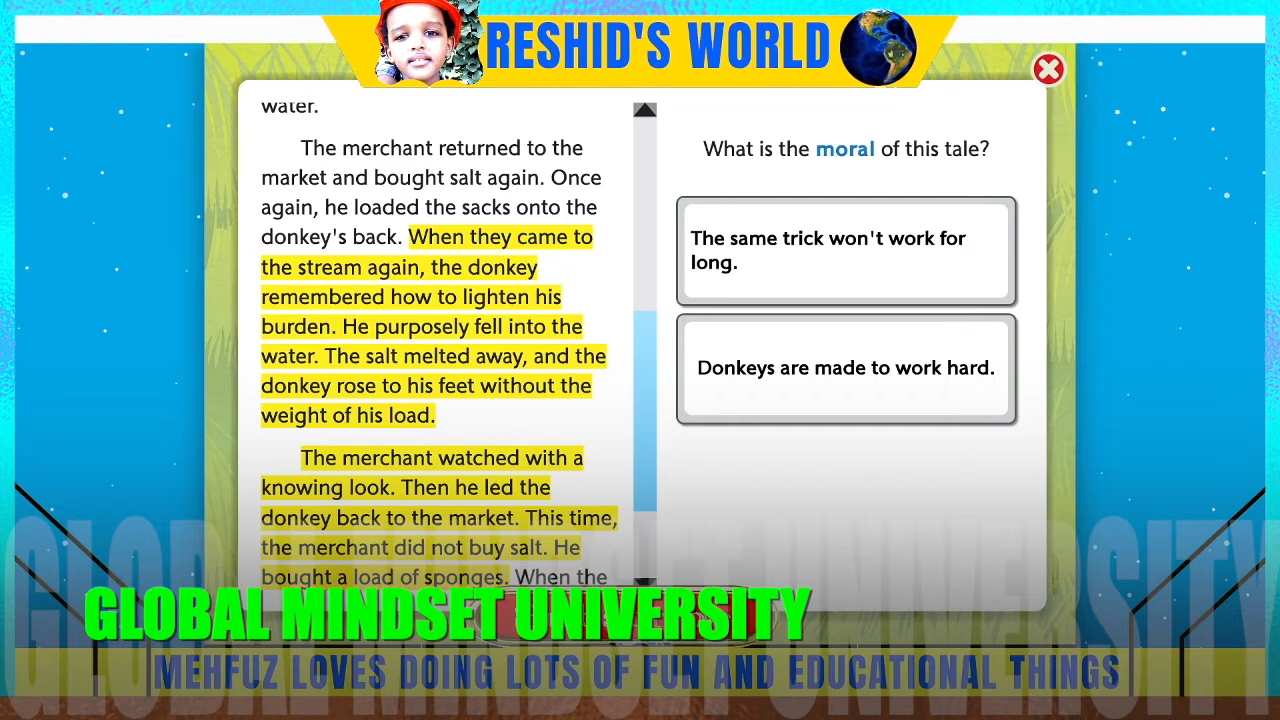 RESHID'S WORLD
water.
The merchant returned to the
market and bought salt again. Once
again, he loaded the sacks onto the
donkey's back. When they came to
the stream again, the donkey
remembered how to lighten his
burden. He purposely fell into the
water. The salt melted away, and the
donkey rose to his feet without the
weight of his load.
The merchant watched with a
knowing look. Then he led the
donkey back to the market. This time,
the merchant did not buy salt. He
bought a load of sponges. When the
What is the moral of this tale?
The same trick won't work for
long.
Donkeys are made to work hard.
GLOBAL MINDSET UNIVERSITY
GLOBAL MINDSET UNIVERSITY
MEHFUZ LOVES DOING LOTS OF FUN AND EDUCATIONAL THINGS